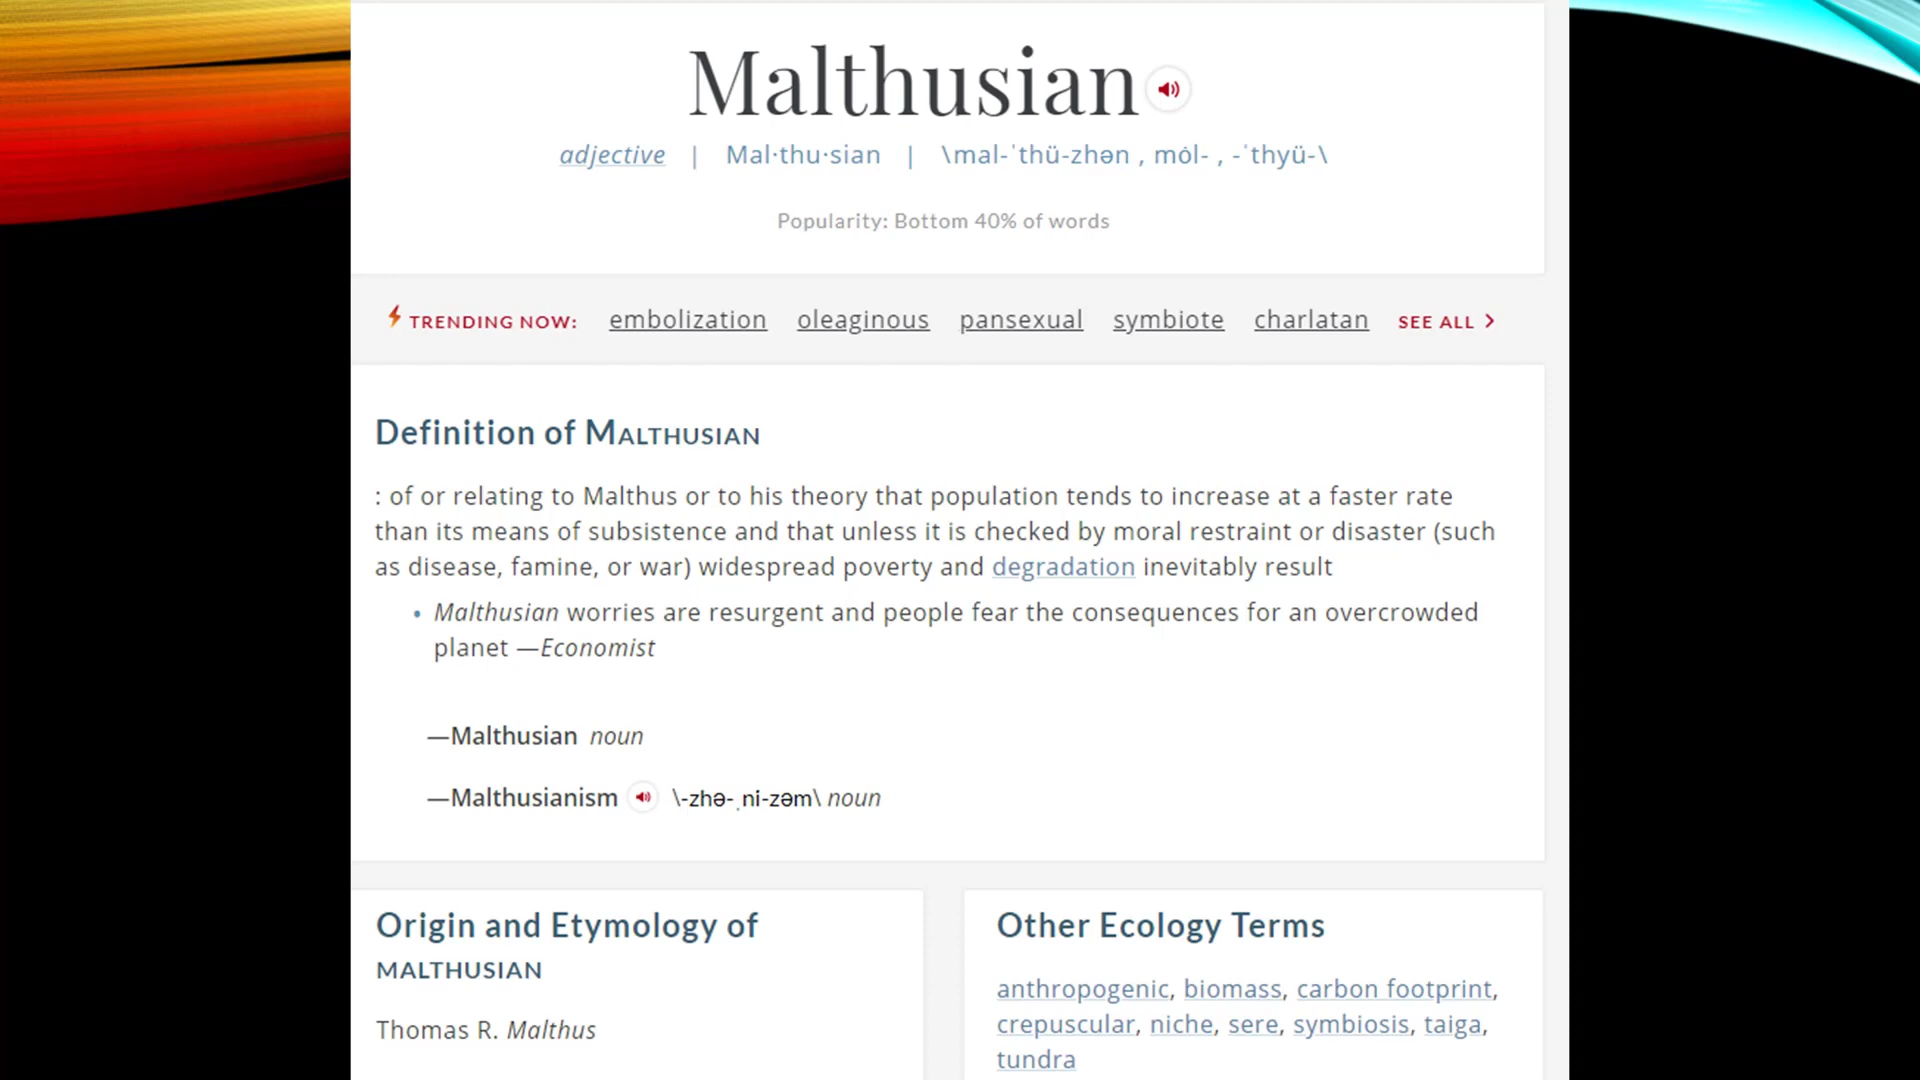 Malthusian
adjective | Mal·thu·sian | \mal-ˈthü-zhən , mȯl- , -ˈthyü-\
Popularity: Bottom 40% of words
TRENDING NOW: embolization oleaginous pansexual symbiote charlatan SEE ALL >
Definition of MALTHUSIAN
: of or relating to Malthus or to his theory that population tends to increase at a faster rate
than its means of subsistence and that unless it is checked by moral restraint or disaster (such
as disease, famine, or war) widespread poverty and degradation inevitably result
• Malthusian worries are resurgent and people fear the consequences for an overcrowded
planet —Economist
—Malthusian noun
—Malthusianism \-zhə-ˌni-zəm\ noun
Origin and Etymology of
MALTHUSIAN
Thomas R. Malthus
Other Ecology Terms
anthropogenic, biomass, carbon footprint,
crepuscular, niche, sere, symbiosis, taiga,
tundra